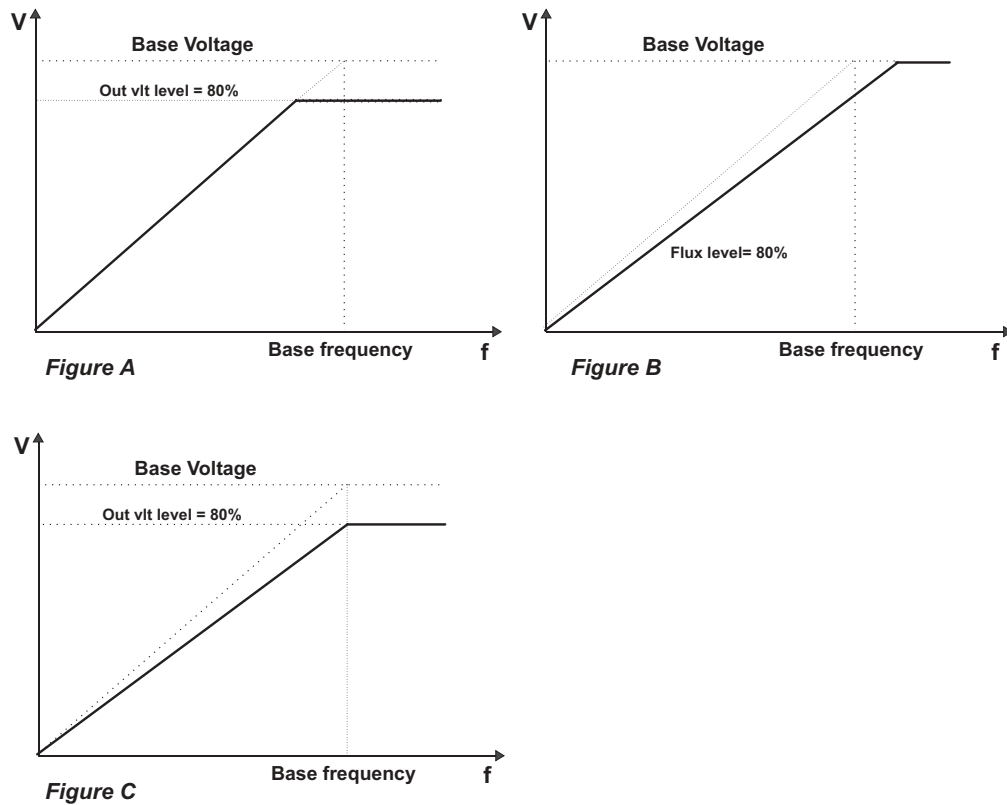 V
Base Voltage
Out vlt level = 80%
Base frequency
f
Figure A
V
Base Voltage
Flux level= 80%
Base frequency
f
Figure B
V
Base Voltage
Out vlt level = 80%
Base frequency
f
Figure C